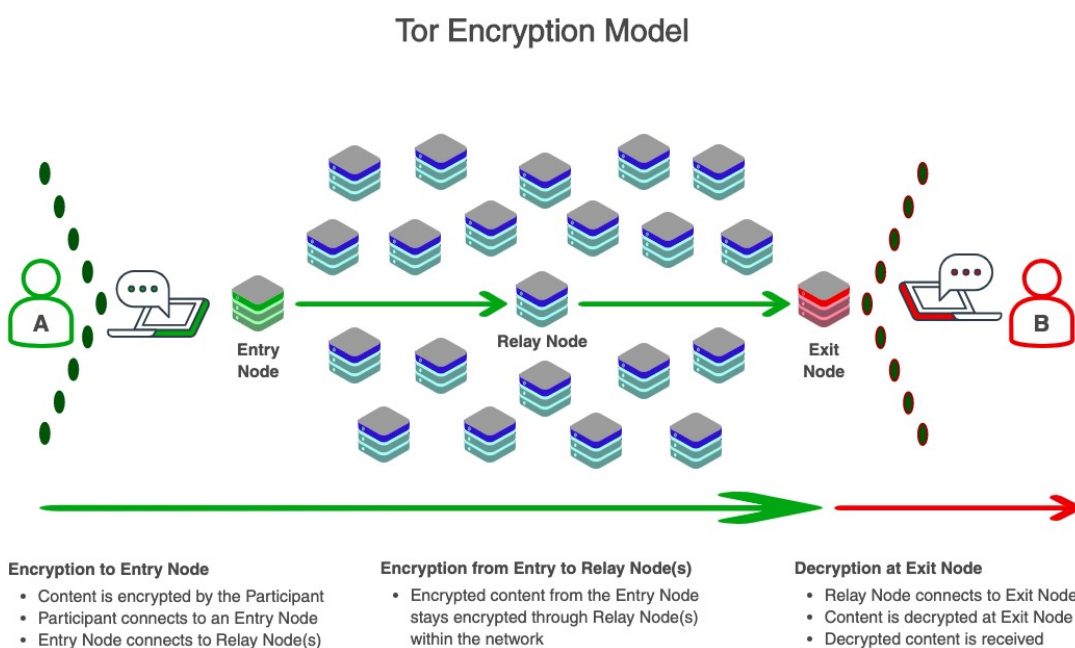 Tor Encryption Model
A
Entry
Node
Relay Node
Exit
Node
B
Encryption to Entry Node
• Content is encrypted by the Participant
• Participant connects to an Entry Node
• Entry Node connects to Relay Node(s)
Encryption from Entry to Relay Node(s)
• Encrypted content from the Entry Node
stays encrypted through Relay Node(s)
within the network
Decryption at Exit Node
• Relay Node connects to Exit Node
• Content is decrypted at Exit Node
• Decrypted content is received